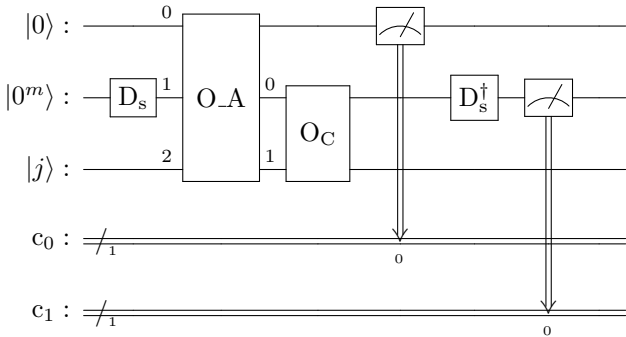 |0⟩ : 0
|0^m⟩ : D_s 1 O_A 0 O_C D_s^†
|j⟩ : 2 1
c_0 : 1 0
c_1 : 1 0